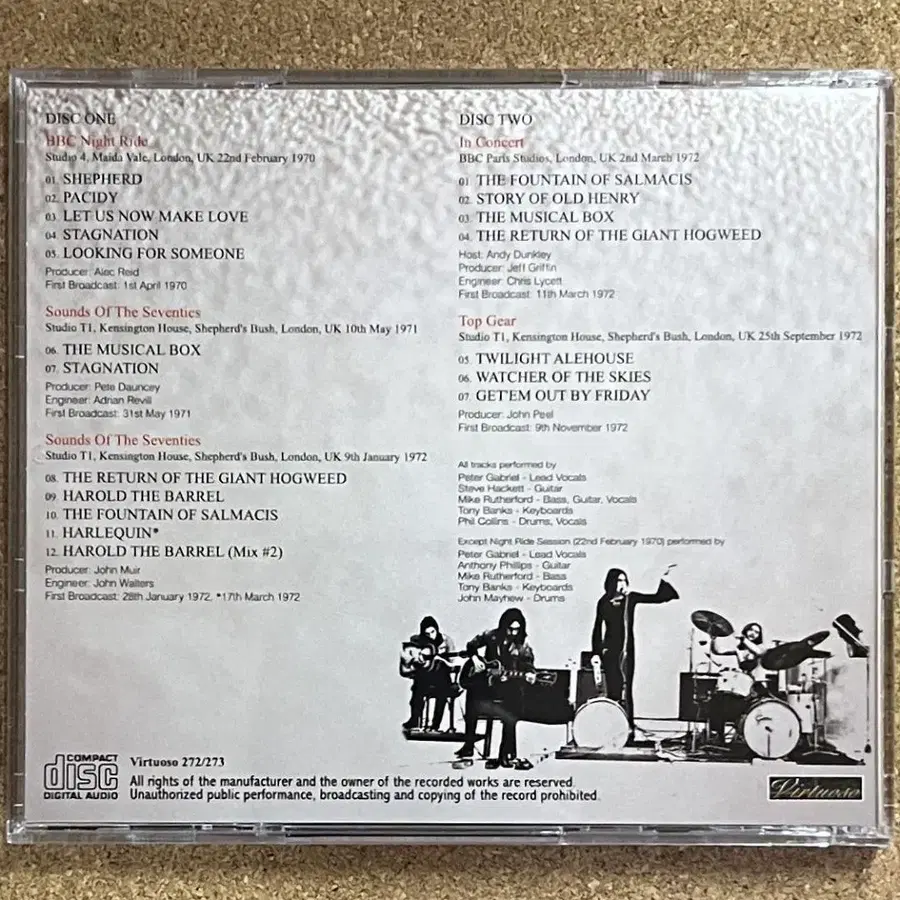 DISC ONE
BBC Night Ride
Studio 4, Maida Vale, London, UK 22nd February 1970
01. SHEPHERD
02. PACIDY
03. LET US NOW MAKE LOVE
04. STAGNATION
05. LOOKING FOR SOMEONE
Producer: Alec Reid
First Broadcast: 1st April 1970
Sounds Of The Seventies
Studio T1, Kensington House, Shepherd's Bush, London, UK 10th May 1971
06. THE MUSICAL BOX
07. STAGNATION
Producer: Pete Dauncey
Engineer: Adrian Revill
First Broadcast: 31st May 1971
Sounds Of The Seventies
Studio T1, Kensington House, Shepherd's Bush, London, UK 9th January 1972
08. THE RETURN OF THE GIANT HOGWEED
09. HAROLD THE BARREL
10. THE FOUNTAIN OF SALMACIS
11. HARLEQUIN*
12. HAROLD THE BARREL (Mix #2)
Producer: John Muir
Engineer: John Walters
First Broadcast: 28th January 1972, *17th March 1972
DISC TWO
In Concert
BBC Paris Studios, London, UK 2nd March 1972
01. THE FOUNTAIN OF SALMACIS
02. STORY OF OLD HENRY
03. THE MUSICAL BOX
04. THE RETURN OF THE GIANT HOGWEED
Host: Andy Dunkley
Producer: Jeff Griffin
Engineer: Chris Lycett
First Broadcast: 11th March 1972
Top Gear
Studio T1, Kensington House, Shepherd's Bush, London, UK 25th September 1972
05. TWILIGHT ALEHOUSE
06. WATCHER OF THE SKIES
07. GET'EM OUT BY FRIDAY
Producer: John Peel
First Broadcast: 9th November 1972
All tracks performed by
Peter Gabriel - Lead Vocals
Steve Hackett - Guitar
Mike Rutherford - Bass, Guitar, Vocals
Tony Banks - Keyboards
Phil Collins - Drums, Vocals
Except Night Ride Session (22nd February 1970) performed by
Peter Gabriel - Lead Vocals
Anthony Phillips - Guitar
Mike Rutherford - Bass
Tony Banks - Keyboards
John Mayhew - Drums
COMPACT
disc
DIGITAL AUDIO
Virtuoso 272/273
All rights of the manufacturer and the owner of the recorded works are reserved.
Unauthorized public performance, broadcasting and copying of the record prohibited.
Virtuoso